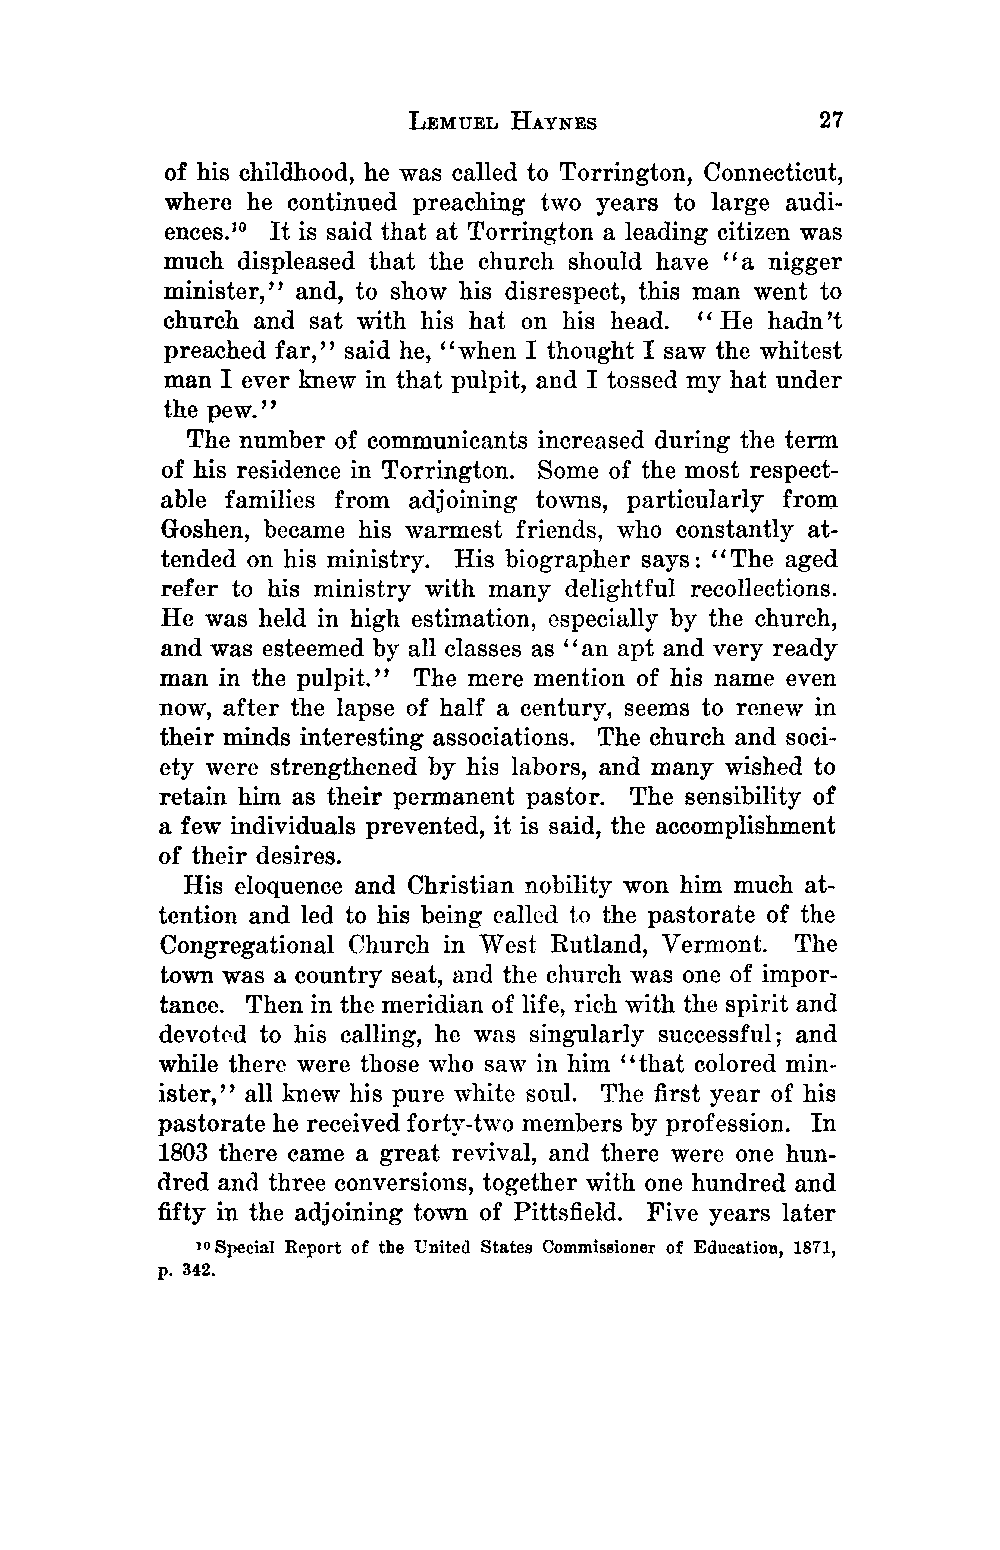 LEMUEL HAYNES 27
of his childhood, he was called to Torrington, Connecticut,
where he continued preaching two years to large audi-
ences.¹⁰ It is said that at Torrington a leading citizen was
much displeased that the church should have "a nigger
minister," and, to show his disrespect, this man went to
church and sat with his hat on his head. "He hadn't
preached far," said he, "when I thought I saw the whitest
man I ever knew in that pulpit, and I tossed my hat under
the pew."
The number of communicants increased during the term
of his residence in Torrington. Some of the most respect-
able families from adjoining towns, particularly from
Goshen, became his warmest friends, who constantly at-
tended on his ministry. His biographer says: "The aged
refer to his ministry with many delightful recollections.
He was held in high estimation, especially by the church,
and was esteemed by all classes as "an apt and very ready
man in the pulpit." The mere mention of his name even
now, after the lapse of half a century, seems to renew in
their minds interesting associations. The church and soci-
ety were strengthened by his labors, and many wished to
retain him as their permanent pastor. The sensibility of
a few individuals prevented, it is said, the accomplishment
of their desires.
His eloquence and Christian nobility won him much at-
tention and led to his being called to the pastorate of the
Congregational Church in West Rutland, Vermont. The
town was a country seat, and the church was one of impor-
tance. Then in the meridian of life, rich with the spirit and
devoted to his calling, he was singularly successful; and
while there were those who saw in him "that colored min-
ister," all knew his pure white soul. The first year of his
pastorate he received forty-two members by profession. In
1803 there came a great revival, and there were one hun-
dred and three conversions, together with one hundred and
fifty in the adjoining town of Pittsfield. Five years later
¹⁰ Special Report of the United States Commissioner of Education, 1871,
p. 342.